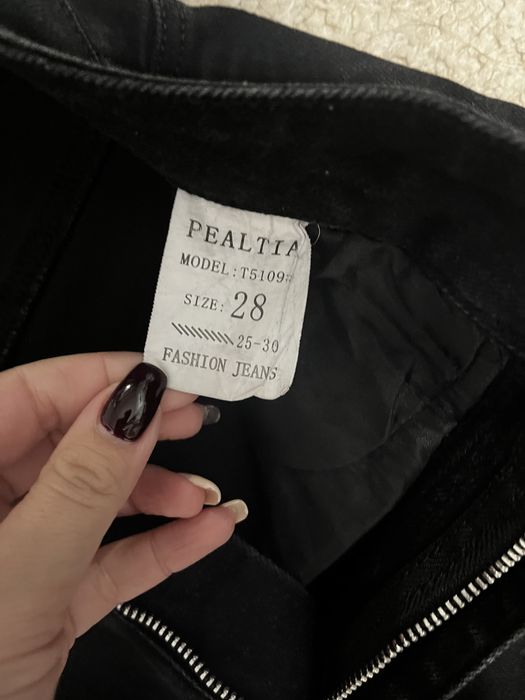 PEALTIA
MODEL:T5109#
SIZE: 28
25-30
FASHION JEANS